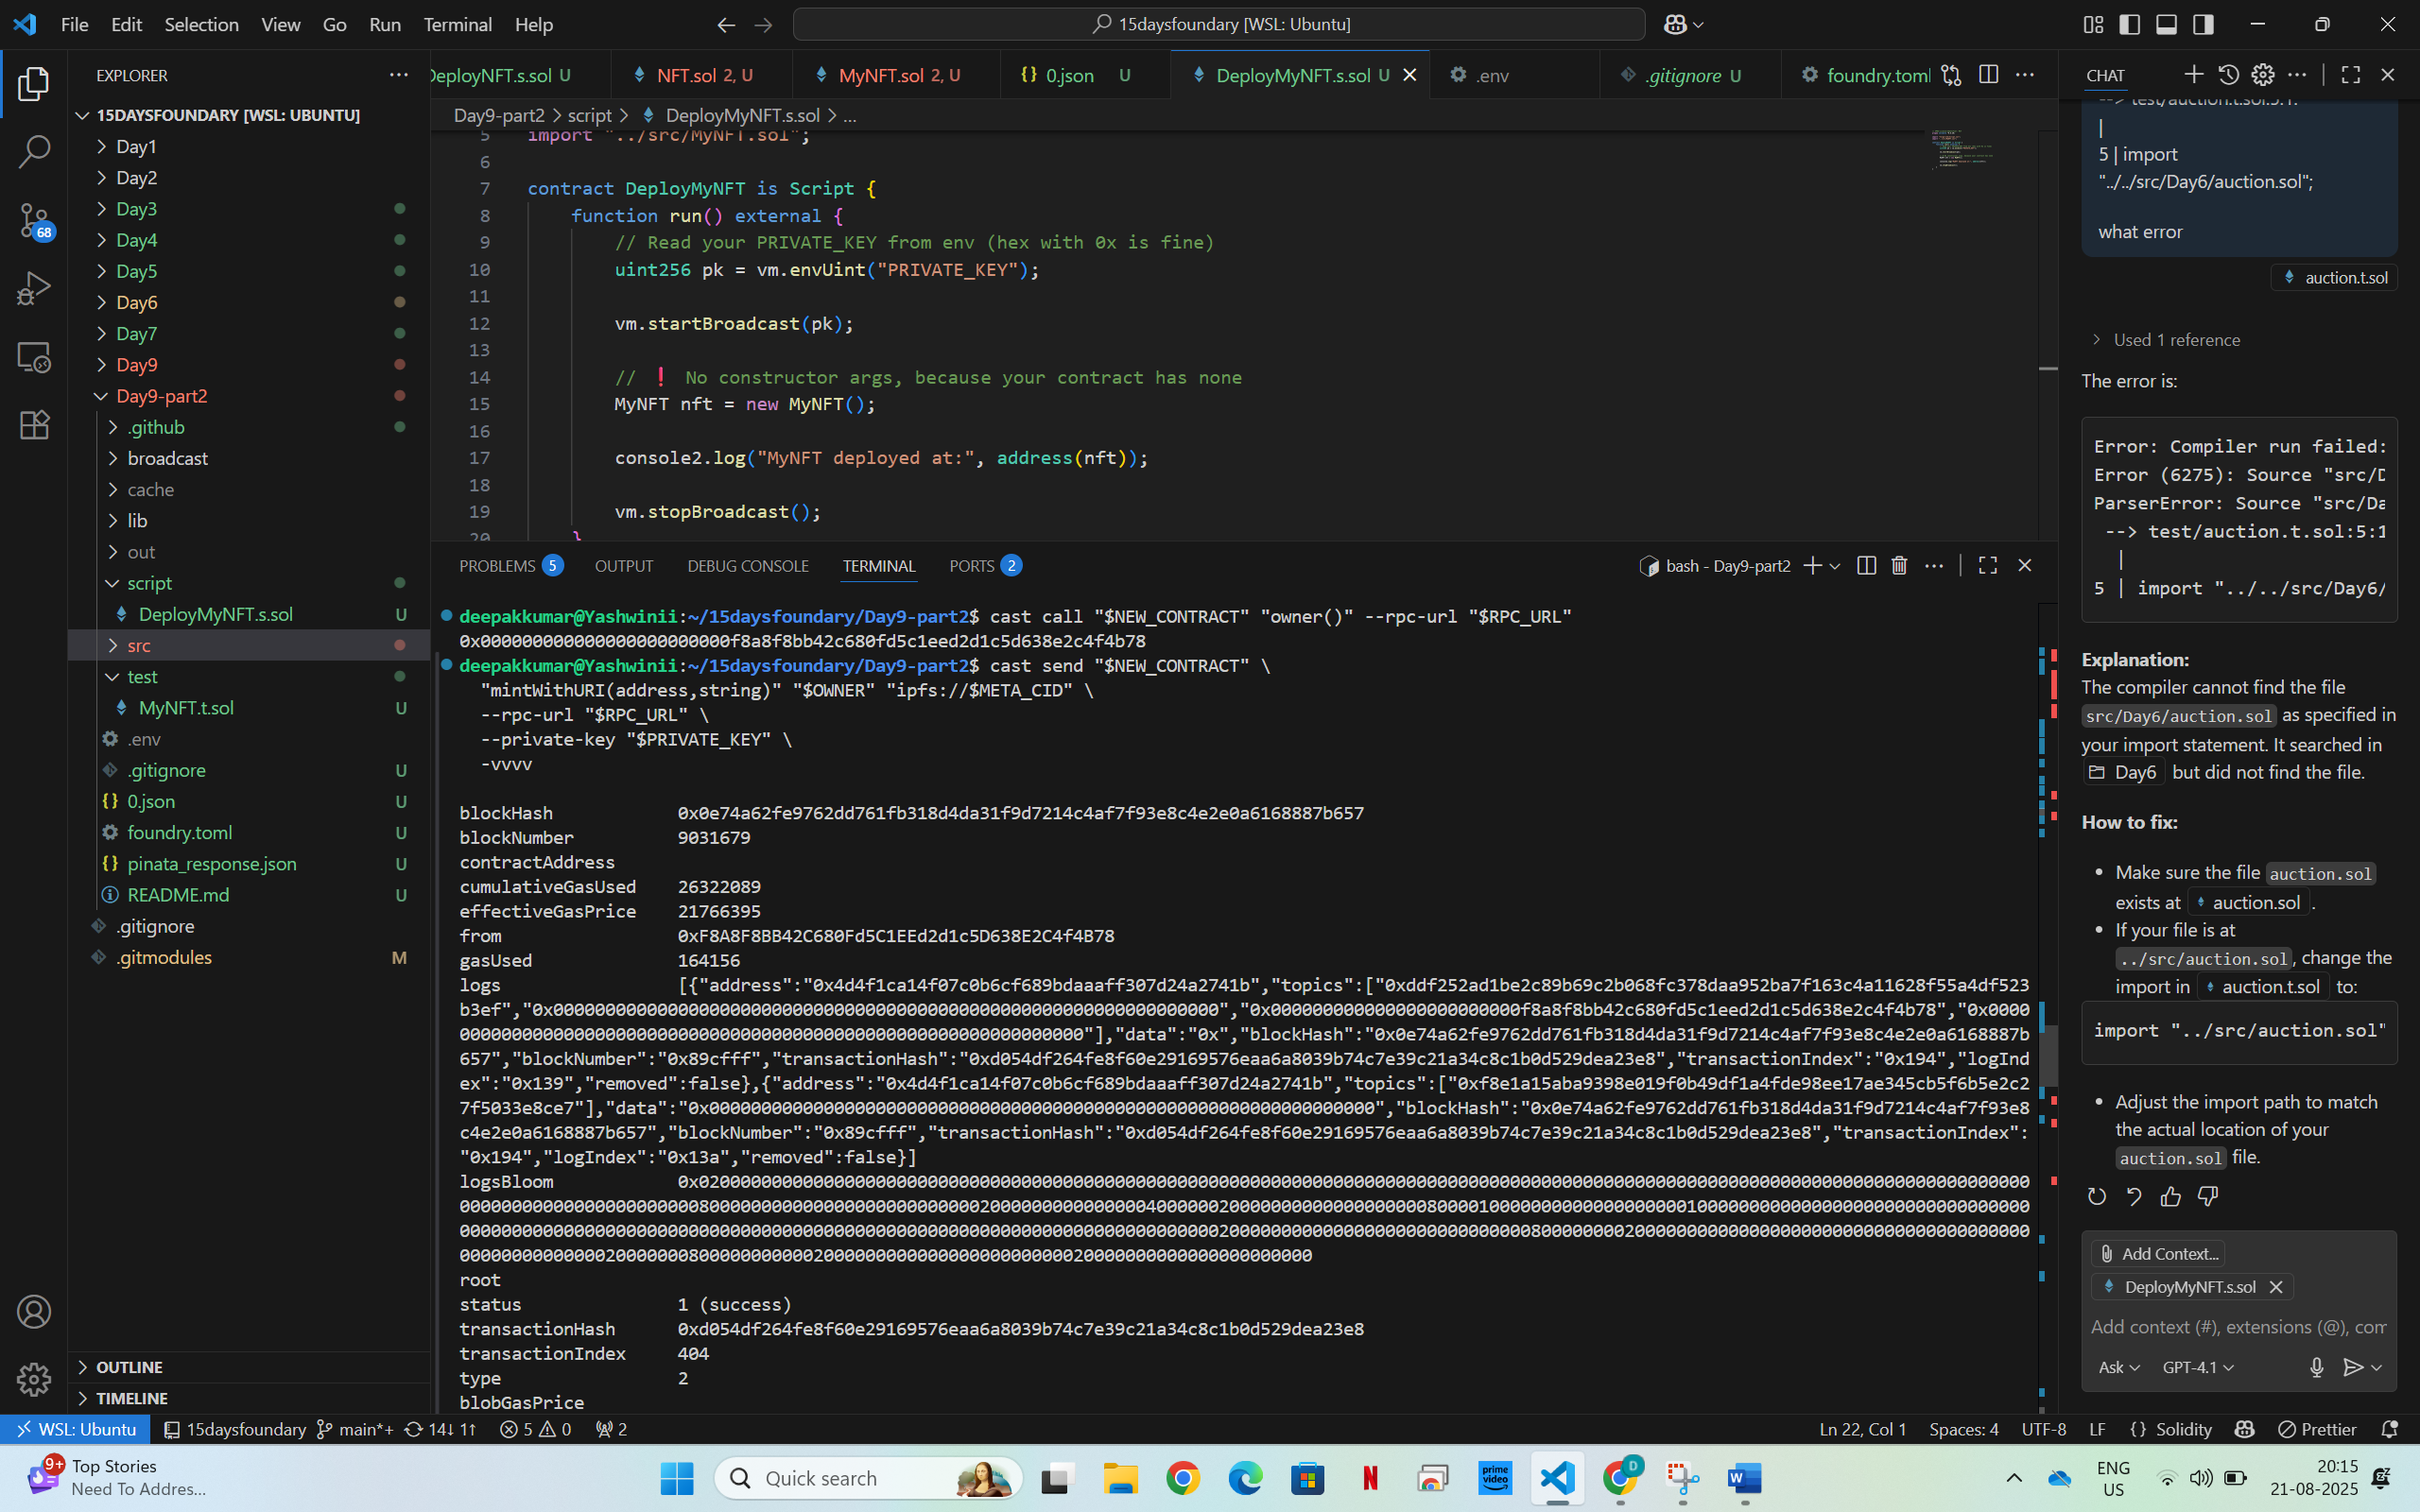 File Edit Selection View Go Run Terminal Help
15daysfoundary [WSL: Ubuntu]
EXPLORER
15DAYSFOUNDARY [WSL: UBUNTU]
Day1
Day2
Day3
Day4
Day5
Day6
Day7
Day9
Day9-part2
.github
broadcast
cache
lib
out
script
DeployMyNFT.s.sol U
src
test
MyNFT.t.sol U
.env
.gitignore U
0.json U
foundry.toml U
pinata_response.json U
README.md U
.gitignore
.gitmodules M
OUTLINE
TIMELINE
68
DeployNFT.s.sol U
NFT.sol 2, U
MyNFT.sol 2, U
0.json U
DeployMyNFT.s.sol U
.env
.gitignore U
foundry.toml
Day9-part2 > script > DeployMyNFT.s.sol > ...
5 import "../src/MyNFT.sol";
6
7 contract DeployMyNFT is Script {
8 function run() external {
9 // Read your PRIVATE_KEY from env (hex with 0x is fine)
10 uint256 pk = vm.envUint("PRIVATE_KEY");
11
12 vm.startBroadcast(pk);
13
14 // ❗ No constructor args, because your contract has none
15 MyNFT nft = new MyNFT();
16
17 console2.log("MyNFT deployed at:", address(nft));
18
19 vm.stopBroadcast();
20 }
PROBLEMS 5 OUTPUT DEBUG CONSOLE TERMINAL PORTS 2
bash - Day9-part2
deepakkumar@Yashwinii:~/15daysfoundary/Day9-part2$ cast call "$NEW_CONTRACT" "owner()" --rpc-url "$RPC_URL"
0x000000000000000000000000f8a8f8bb42c680fd5c1eed2d1c5d638e2c4f4b78
deepakkumar@Yashwinii:~/15daysfoundary/Day9-part2$ cast send "$NEW_CONTRACT" \
"mintWithURI(address,string)" "$OWNER" "ipfs://$META_CID" \
--rpc-url "$RPC_URL" \
--private-key "$PRIVATE_KEY" \
-vvvv
blockHash 0x0e74a62fe9762dd761fb318d4da31f9d7214c4af7f93e8c4e2e0a6168887b657
blockNumber 9031679
contractAddress
cumulativeGasUsed 26322089
effectiveGasPrice 21766395
from 0xF8A8F8BB42C680Fd5C1EEd2d1c5D638E2C4f4B78
gasUsed 164156
logs [{"address":"0x4d4f1ca14f07c0b6cf689bdaaaff307d24a2741b","topics":["0xddf252ad1be2c89b69c2b068fc378daa952ba7f163c4a11628f55a4df523
b3ef","0x0000000000000000000000000000000000000000000000000000000000000000","0x000000000000000000000000f8a8f8bb42c680fd5c1eed2d1c5d638e2c4f4b78","0x0000
000000000000000000000000000000000000000000000000000000000000"],"data":"0x","blockHash":"0x0e74a62fe9762dd761fb318d4da31f9d7214c4af7f93e8c4e2e0a6168887b
657","blockNumber":"0x89cfff","transactionHash":"0xd054df264fe8f60e29169576eaa6a8039b74c7e39c21a34c8c1b0d529dea23e8","transactionIndex":"0x194","logInd
ex":"0x139","removed":false},{"address":"0x4d4f1ca14f07c0b6cf689bdaaaff307d24a2741b","topics":["0xf8e1a15aba9398e019f0b49df1a4fde98ee17ae345cb5f6b5e2c2
7f5033e8ce7"],"data":"0x0000000000000000000000000000000000000000000000000000000000000000","blockHash":"0x0e74a62fe9762dd761fb318d4da31f9d7214c4af7f93e8
c4e2e0a6168887b657","blockNumber":"0x89cfff","transactionHash":"0xd054df264fe8f60e29169576eaa6a8039b74c7e39c21a34c8c1b0d529dea23e8","transactionIndex":
"0x194","logIndex":"0x13a","removed":false}]
logsBloom
root
status 1 (success)
transactionHash 0xd054df264fe8f60e29169576eaa6a8039b74c7e39c21a34c8c1b0d529dea23e8
transactionIndex 404
type 2
blobGasPrice
CHAT
--> test/auction.t.sol:5:1:
|
5 | import
"../../src/Day6/auction.sol";
what error
auction.t.sol
Used 1 reference
The error is:
Error: Compiler run failed:
Error (6275): Source "src/D
ParserError: Source "src/Da
--> test/auction.t.sol:5:1
|
5 | import "../../src/Day6/
Explanation:
The compiler cannot find the file
src/Day6/auction.sol as specified in
your import statement. It searched in
Day6 but did not find the file.
How to fix:
• Make sure the file auction.sol
exists at auction.sol .
• If your file is at
../src/auction.sol, change the
import in auction.t.sol to:
import "../src/auction.sol"
• Adjust the import path to match
the actual location of your
auction.sol file.
Add Context...
DeployMyNFT.s.sol
Add context (#), extensions (@), com
Ask GPT-4.1
WSL: Ubuntu 15daysfoundary main*+ 14↓ 1↑ 5 0 2
Ln 22, Col 1 Spaces: 4 UTF-8 LF {} Solidity Prettier
9+ Top Stories
Need To Addres...
Quick search
prime video
D
W
ENG
US
20:15
21-08-2025